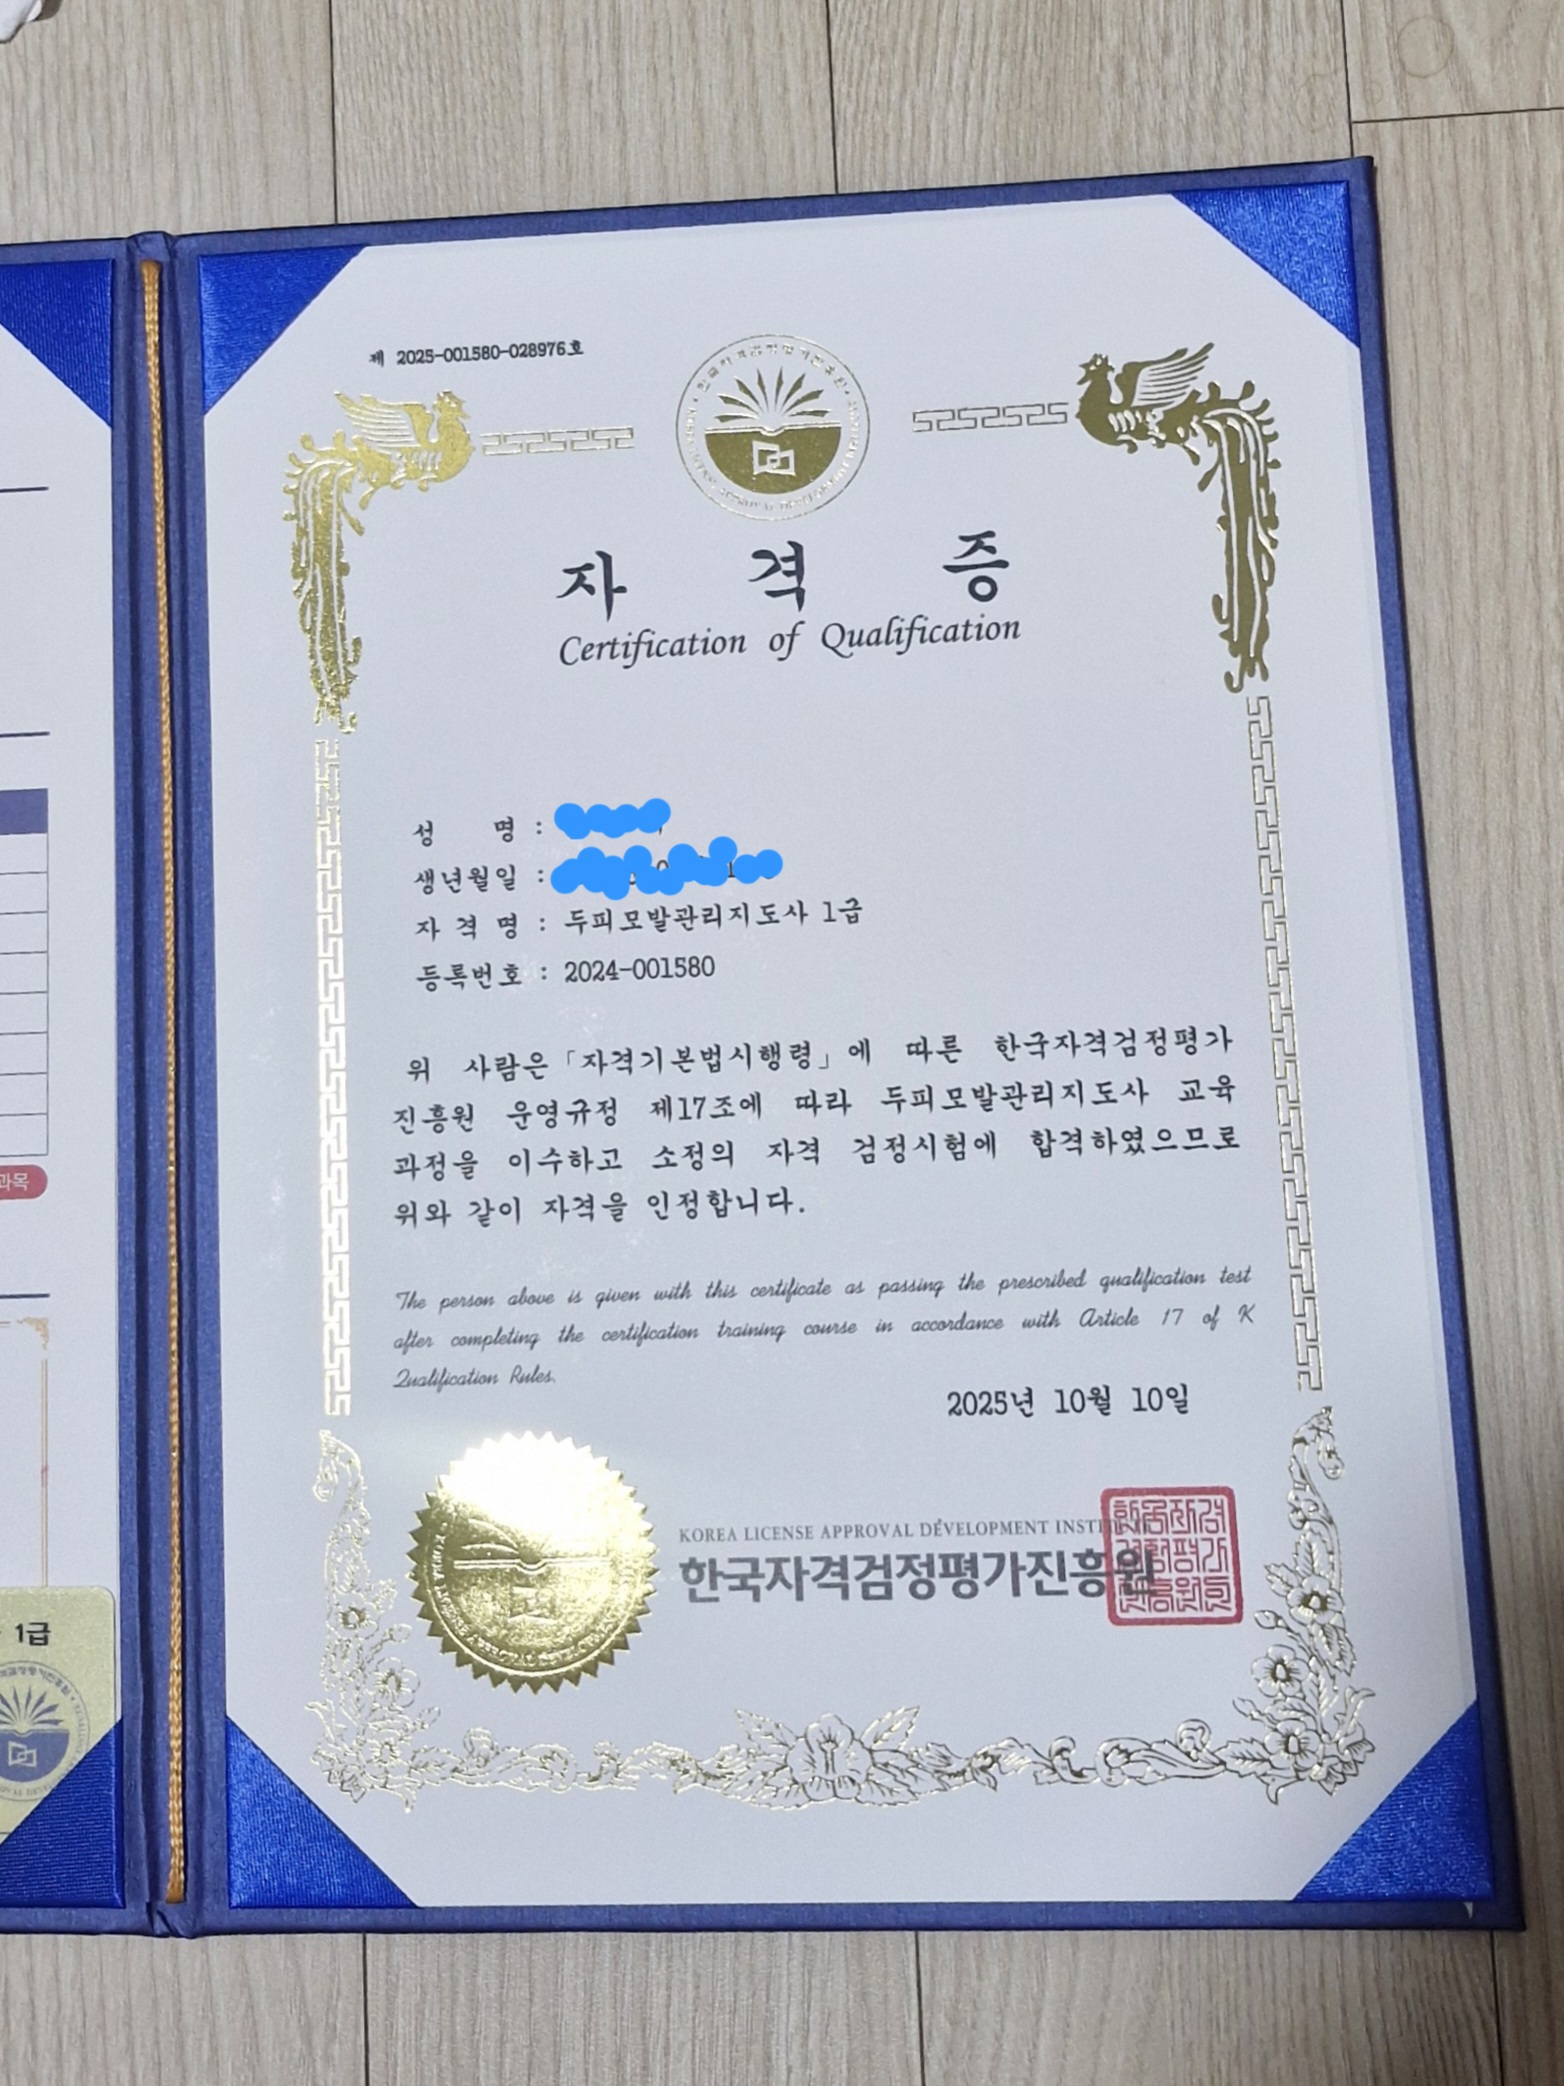 제 2025-001580-028976호
자 격 증
Certification of Qualification
성 명 :
생년월일 :
자 격 명 : 두피모발관리지도사 1급
등록번호 : 2024-001580
위 사람은 「자격기본법시행령」에 따른 한국자격검정평가
진흥원 운영규정 제17조에 따라 두피모발관리지도사 교육
과정을 이수하고 소정의 자격 검정시험에 합격하였으므로
위와 같이 자격을 인정합니다.
The person above is given with this certificate as passing the prescribed qualification test
after completing the certification training course in accordance with Article 17 of K
Qualification Rules.
2025년 10월 10일
KOREA LICENSE APPROVAL DEVELOPMENT
한국자격검정평가진흥원
과목
1급